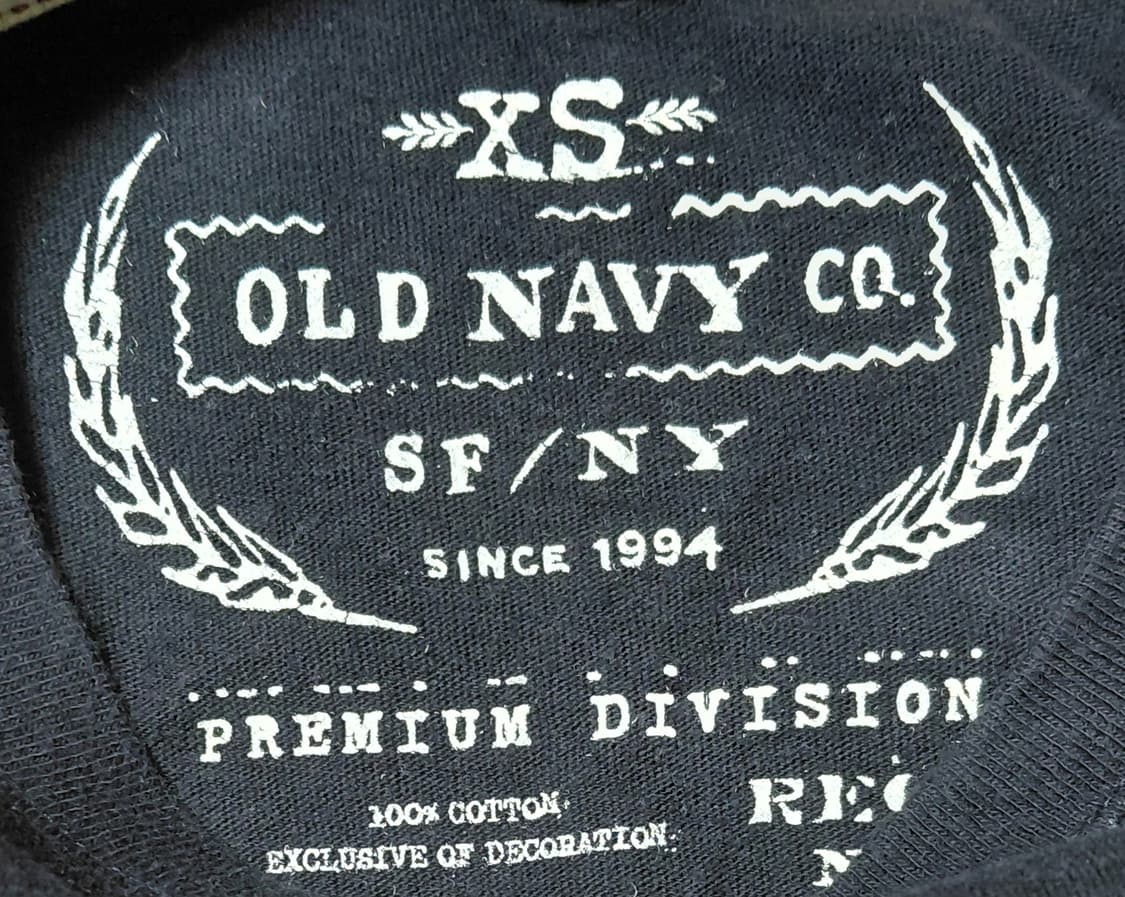 XS
OLD NAVY CO.
SF/NY
SINCE 1994
PREMIUM DIVISION
100% COTTON
EXCLUSIVE OF DECORATION